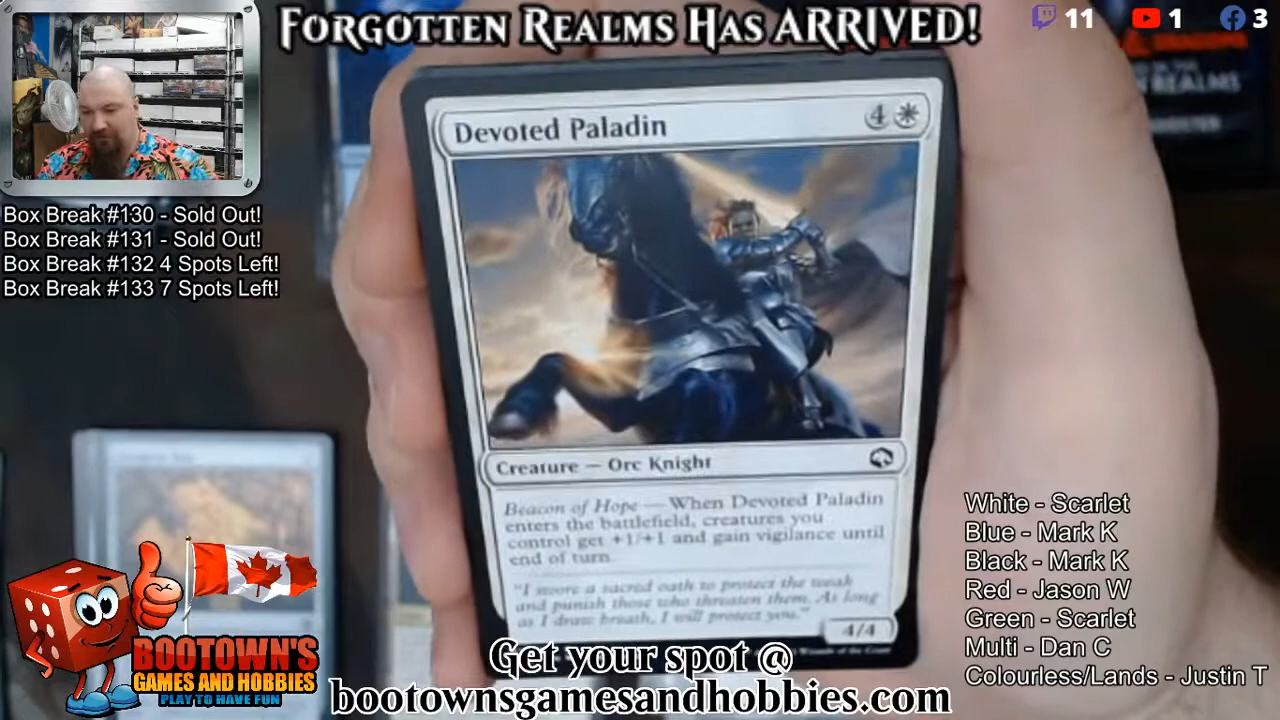 FORGOTTEN REALMS HAS ARRIVED!
11 1 3
Box Break #130 - Sold Out!
Box Break #131 - Sold Out!
Box Break #132 4 Spots Left!
Box Break #133 7 Spots Left!
REALMS
Devoted Paladin 4
Creature — Orc Knight
Beacon of Hope — When Devoted Paladin
enters the battlefield, creatures you
control get +1/+1 and gain vigilance until
end of turn.
"I swore a sacred oath to protect the weak
and punish those who threaten them. As long
as I draw breath, I will protect you."
4/4
Wizards of the Coast
White - Scarlet
Blue - Mark K
Black - Mark K
Red - Jason W
Green - Scarlet
Multi - Dan C
Colourless/Lands - Justin T
BOOTOWN'S
GAMES AND HOBBIES
PLAY TO HAVE FUN
Get your spot @
bootownsgamesandhobbies.com